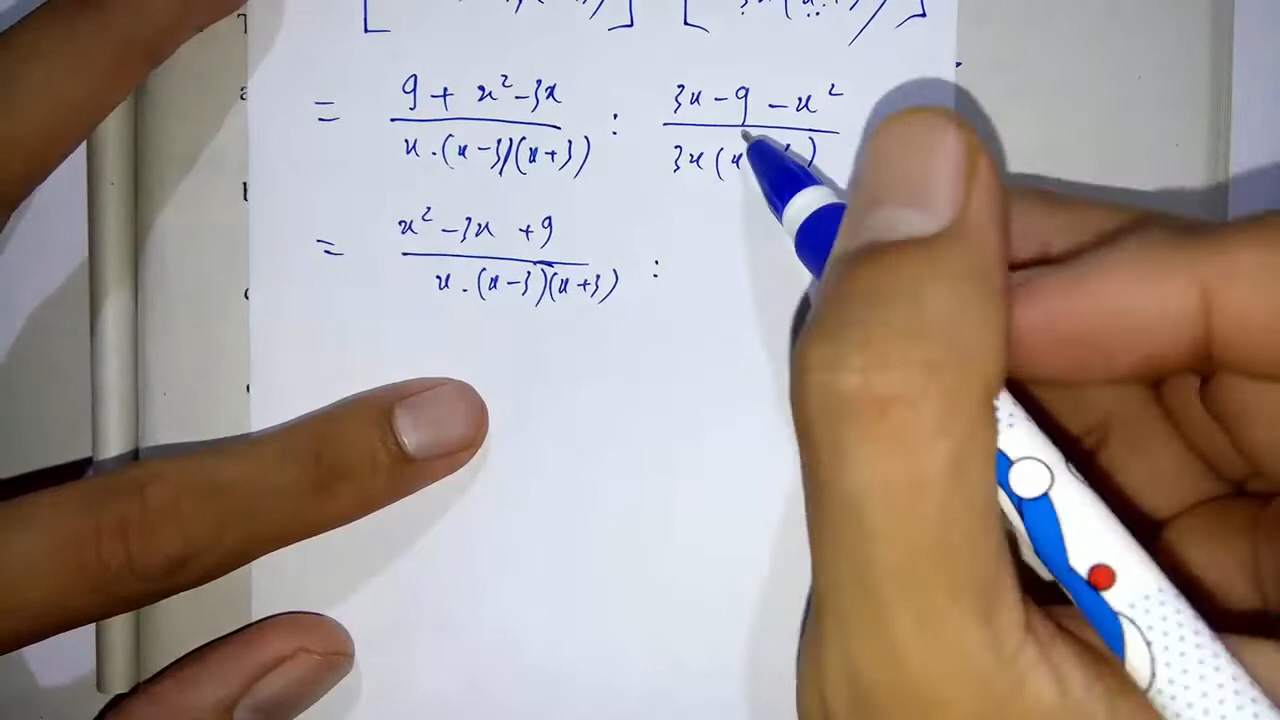 = 9 + x² - 3x / x . (x - 3)(x + 3) : 3x - 9 - x² / 3x (x
= x² - 3x + 9 / x . (x - 3)(x + 3) :